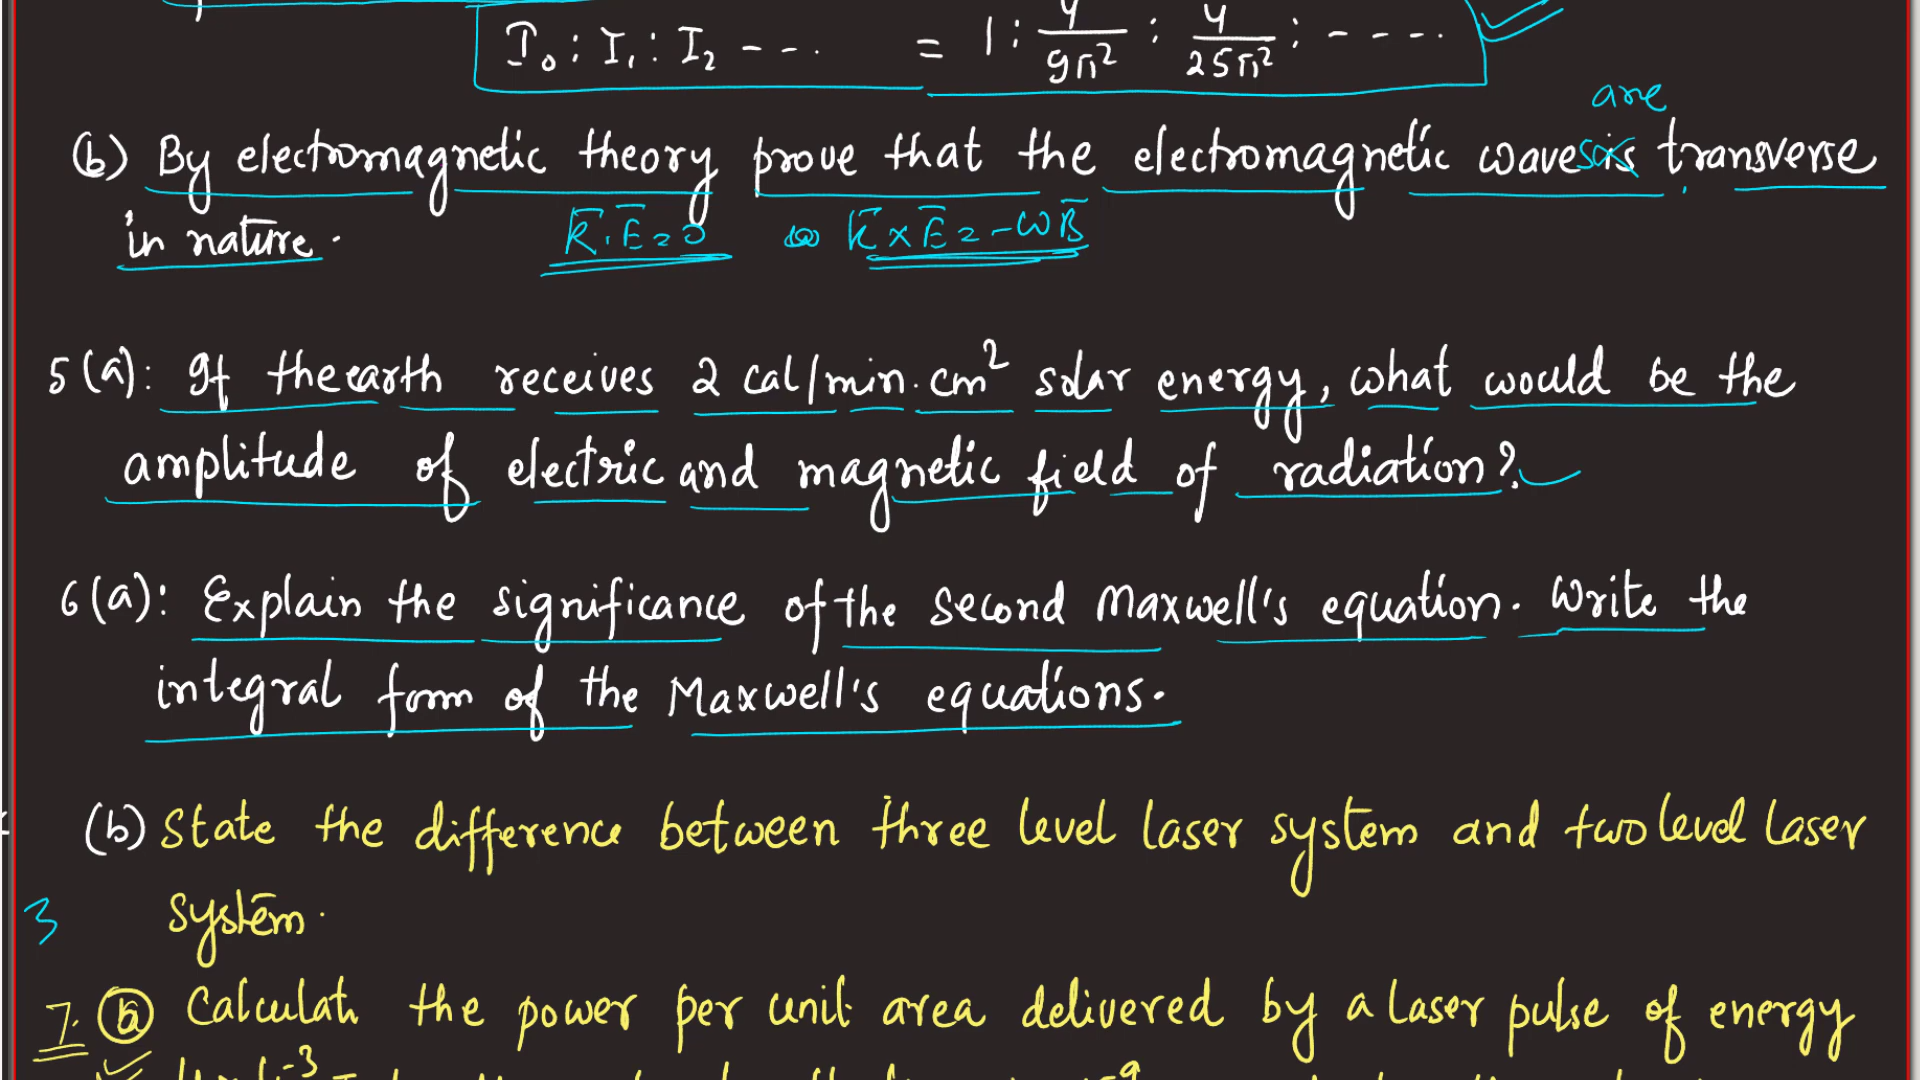 I₀ : I₁ : I₂ - - -. = 1 : 4/9π² : 4/25π² : - - - -.
are
(b) By electromagnetic theory prove that the electromagnetic waves is transverse
in nature. K̄.Ē=0 K̄×Ē=-ωB̄
5(a): If the earth receives 2 cal/min.cm² solar energy, what would be the
amplitude of electric and magnetic field of radiation?
6(a): Explain the significance of the second Maxwell's equation. Write the
integral form of the Maxwell's equations.
(b) State the difference between three level laser system and two level laser
3 system.
7. (a) Calculate the power per unit area delivered by a laser pulse of energy